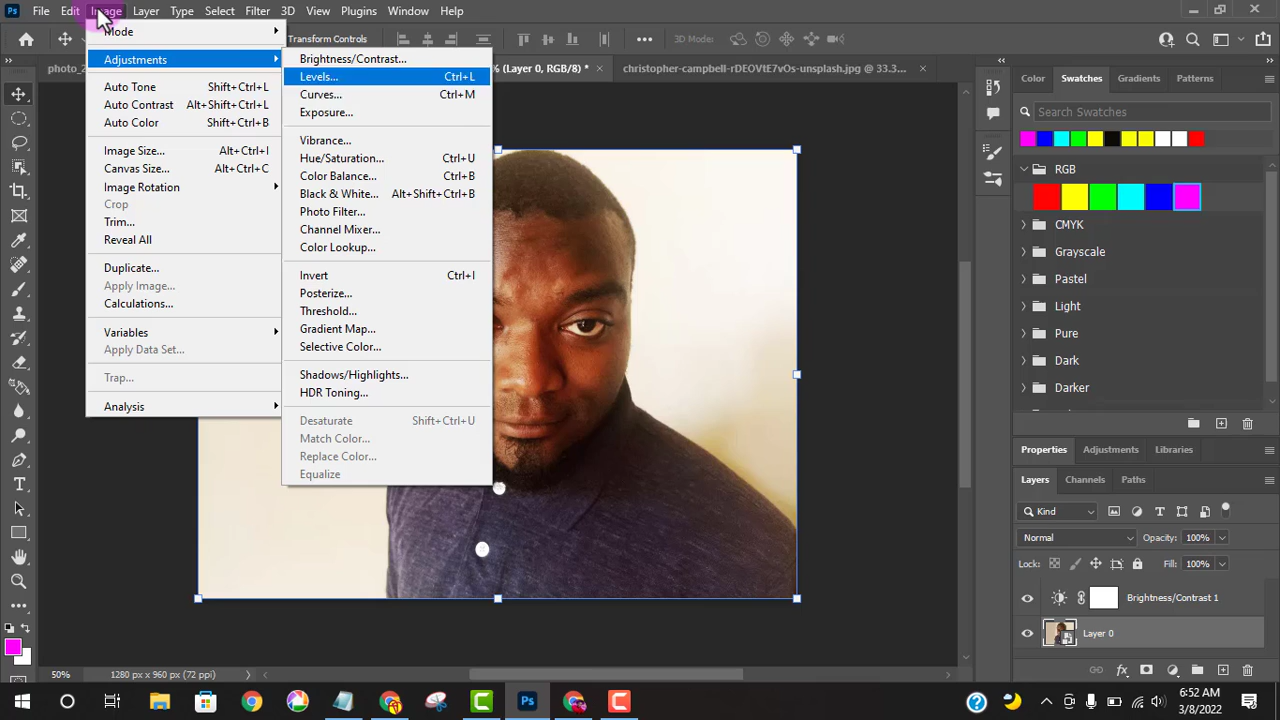 Ps File Edit Image Layer Type Select Filter 3D View Plugins Window Help
Transform Controls 3D Mode:
photo_2 (Layer 0, RGB/8) * × christopher-campbell-rDEOVtE7vOs-unsplash.jpg @ 33.3... ×
Mode
Adjustments
Auto Tone Shift+Ctrl+L
Auto Contrast Alt+Shift+Ctrl+L
Auto Color Shift+Ctrl+B
Image Size... Alt+Ctrl+I
Canvas Size... Alt+Ctrl+C
Image Rotation
Crop
Trim...
Reveal All
Duplicate...
Apply Image...
Calculations...
Variables
Apply Data Set...
Trap...
Analysis
Brightness/Contrast...
Levels... Ctrl+L
Curves... Ctrl+M
Exposure...
Vibrance...
Hue/Saturation... Ctrl+U
Color Balance... Ctrl+B
Black & White... Alt+Shift+Ctrl+B
Photo Filter...
Channel Mixer...
Color Lookup...
Invert Ctrl+I
Posterize...
Threshold...
Gradient Map...
Selective Color...
Shadows/Highlights...
HDR Toning...
Desaturate Shift+Ctrl+U
Match Color...
Replace Color...
Equalize
Color Swatches Gradients Patterns
Search Swatches
RGB
CMYK
Grayscale
Pastel
Light
Pure
Dark
Darker
Properties Adjustments Libraries
Layers Channels Paths
Kind
Normal Opacity: 100%
Lock: Fill: 100%
Brightness/Contrast 1
Layer 0
50% 1280 px x 960 px (72 ppi)
Ps
6:52 AM
3/8/2022